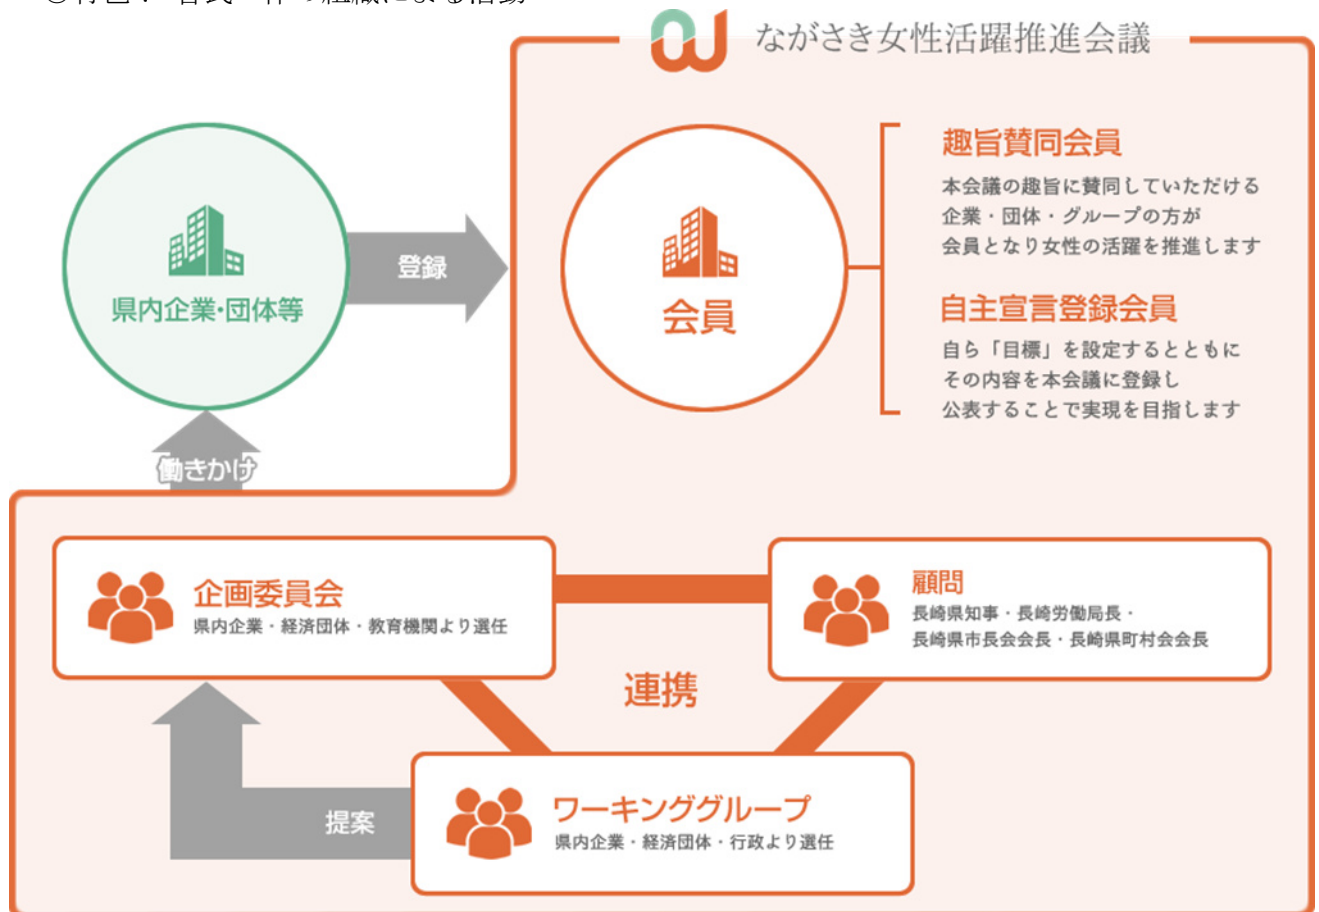 ながさき女性活躍推進会議
県内企業・団体等
登録
会員
趣旨賛同会員
本会議の趣旨に賛同していただける
企業・団体・グループの方が
会員となり女性の活躍を推進します
自主宣言登録会員
自ら「目標」を設定するとともに
その内容を本会議に登録し
公表することで実現を目指します
働きかけ
企画委員会
県内企業・経済団体・教育機関より選任
顧問
長崎県知事・長崎労働局長・
長崎県市長会会長・長崎県町村会会長
連携
提案
ワーキンググループ
県内企業・経済団体・行政より選任